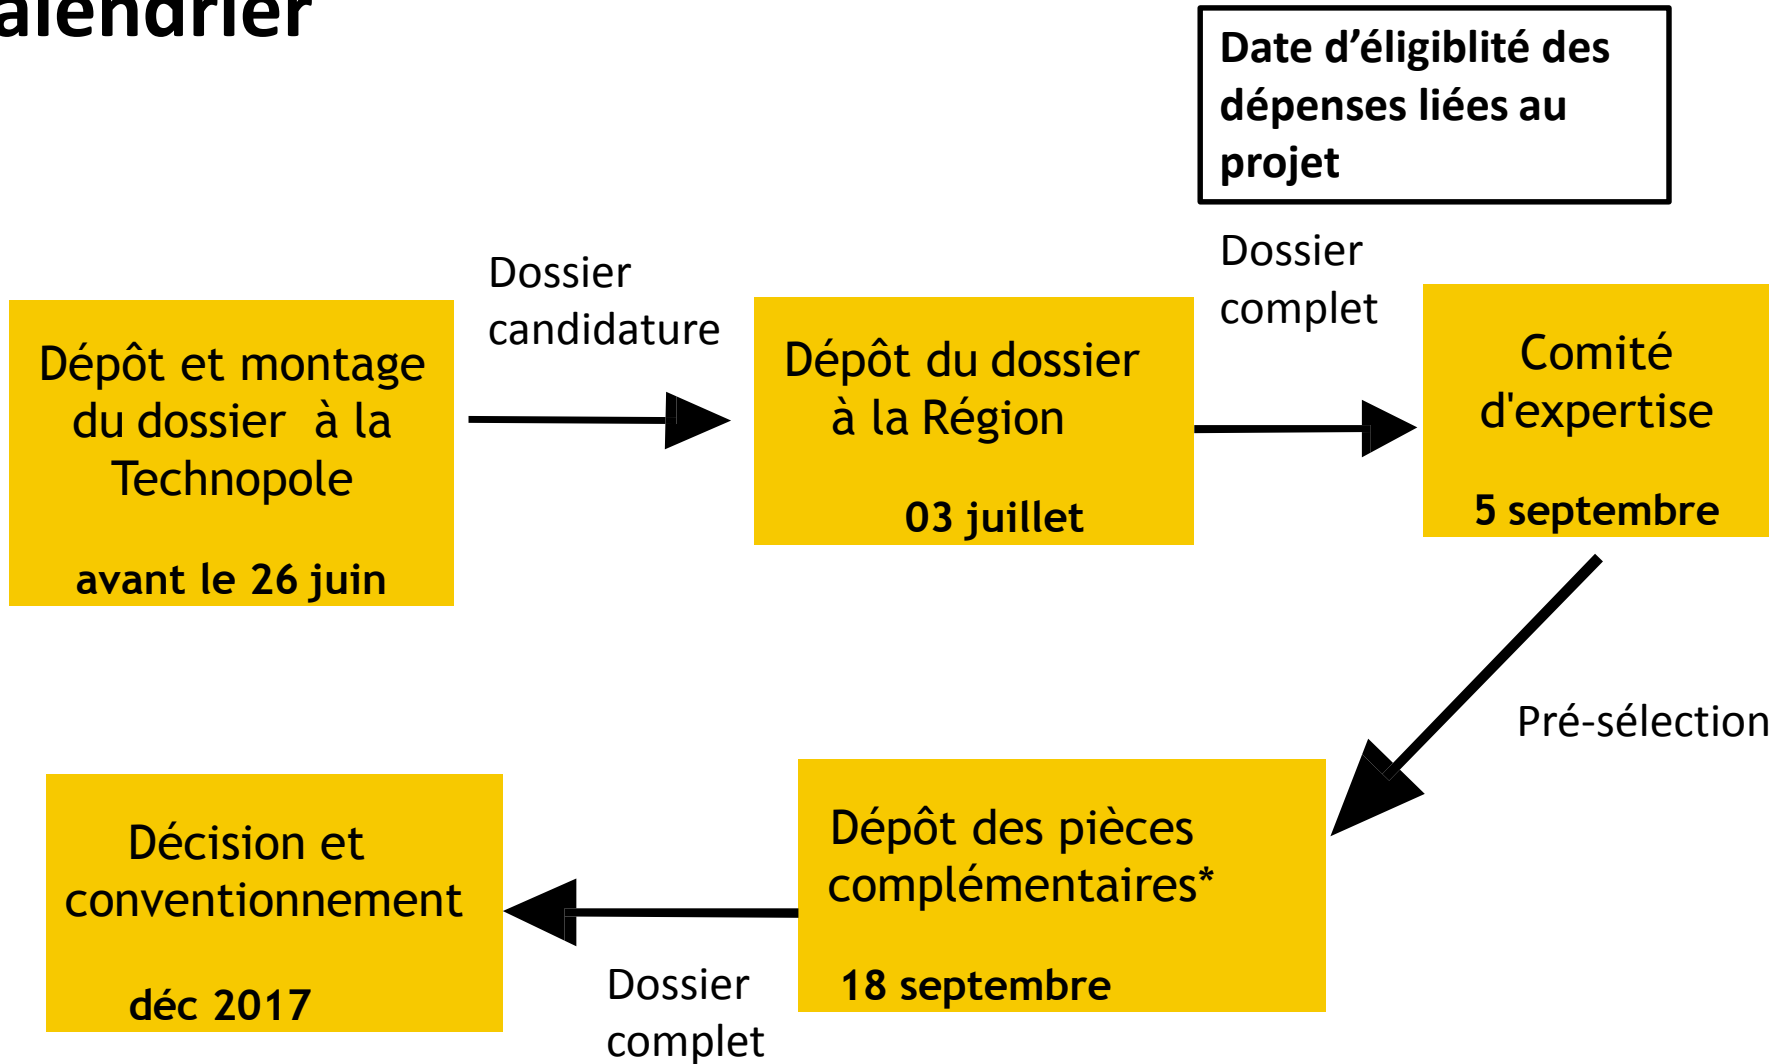 alendrier
Date d’éligiblité des
dépenses liées au
projet
Dossier
candidature
Dossier
complet
Dépôt et montage
du dossier à la
Technopole
avant le 26 juin
Dépôt du dossier
à la Région
03 juillet
Comité
d'expertise
5 septembre
Pré-sélection
Décision et
conventionnement
déc 2017
Dépôt des pièces
complémentaires*
18 septembre
Dossier
complet